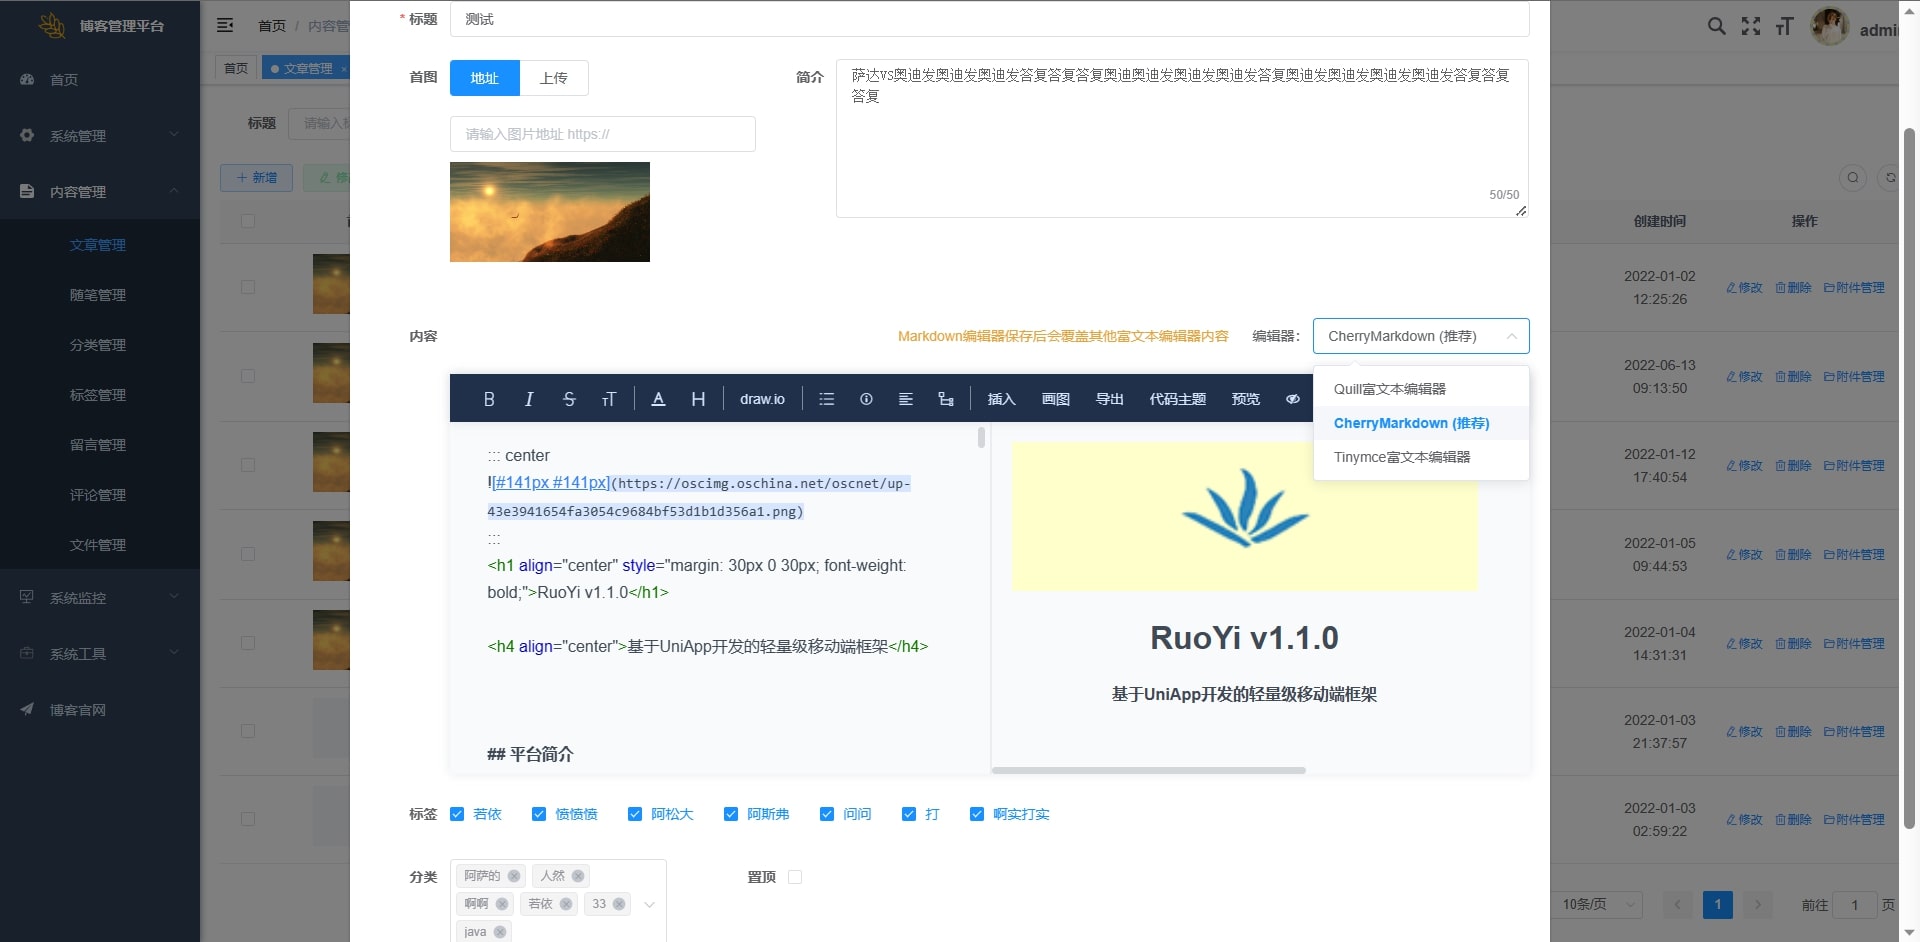 博客管理平台
首页
系统管理
内容管理
文章管理
随笔管理
分类管理
标签管理
留言管理
评论管理
文件管理
系统监控
系统工具
博客官网
首页 / 内容管
首页
文章管理 ×
admi
标题 请输入标
+ 新增
修
* 标题 测试
首图 地址 上传
请输入图片地址 https://
简介
萨达VS奥迪发奥迪发奥迪发答复答复答复奥迪奥迪发奥迪发奥迪发答复奥迪发奥迪发奥迪发奥迪发答复答复
答复
50/50
内容
Markdown编辑器保存后会覆盖其他富文本编辑器内容
编辑器: CherryMarkdown (推荐)
Quill富文本编辑器
CherryMarkdown (推荐)
Tinymce富文本编辑器
B I S TT A H draw.io 插入 画图 导出 代码主题 预览
::: center
![#141px #141px](https://oscimg.oschina.net/oscnet/up-
43e3941654fa3054c9684bf53d1b1d356a1.png)
:::
<h1 align="center" style="margin: 30px 0 30px; font-weight:
bold;">RuoYi v1.1.0</h1>
<h4 align="center">基于UniApp开发的轻量级移动端框架</h4>
## 平台简介
RuoYi v1.1.0
基于UniApp开发的轻量级移动端框架
标签 若依 愤愤愤 阿松大 阿斯弗 问问 打 啊实打实
分类
阿萨的 人然
啊啊 若依 33
java
置顶
创建时间 操作
2022-01-02
12:25:26
修改 删除 附件管理
2022-06-13
09:13:50
修改 删除 附件管理
2022-01-12
17:40:54
修改 删除 附件管理
2022-01-05
09:44:53
修改 删除 附件管理
2022-01-04
14:31:31
修改 删除 附件管理
2022-01-03
21:37:57
修改 删除 附件管理
2022-01-03
02:59:22
修改 删除 附件管理
10条/页 < 1 > 前往 1 页